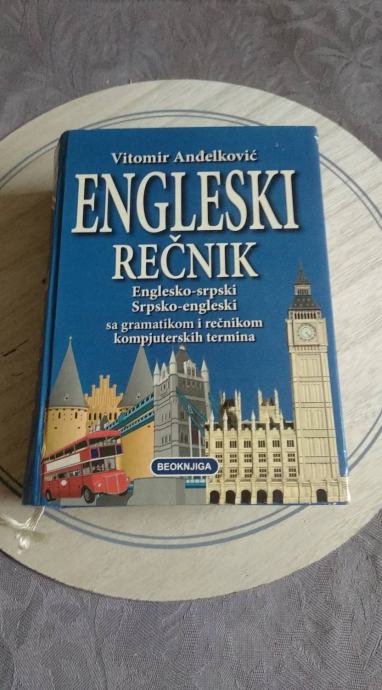 Vitomir Anđelković
ENGLESKI
REČNIK
Englesko-srpski
Srpsko-engleski
sa gramatikom i rečnikom
kompjuterskih termina
BEOKNJIGA